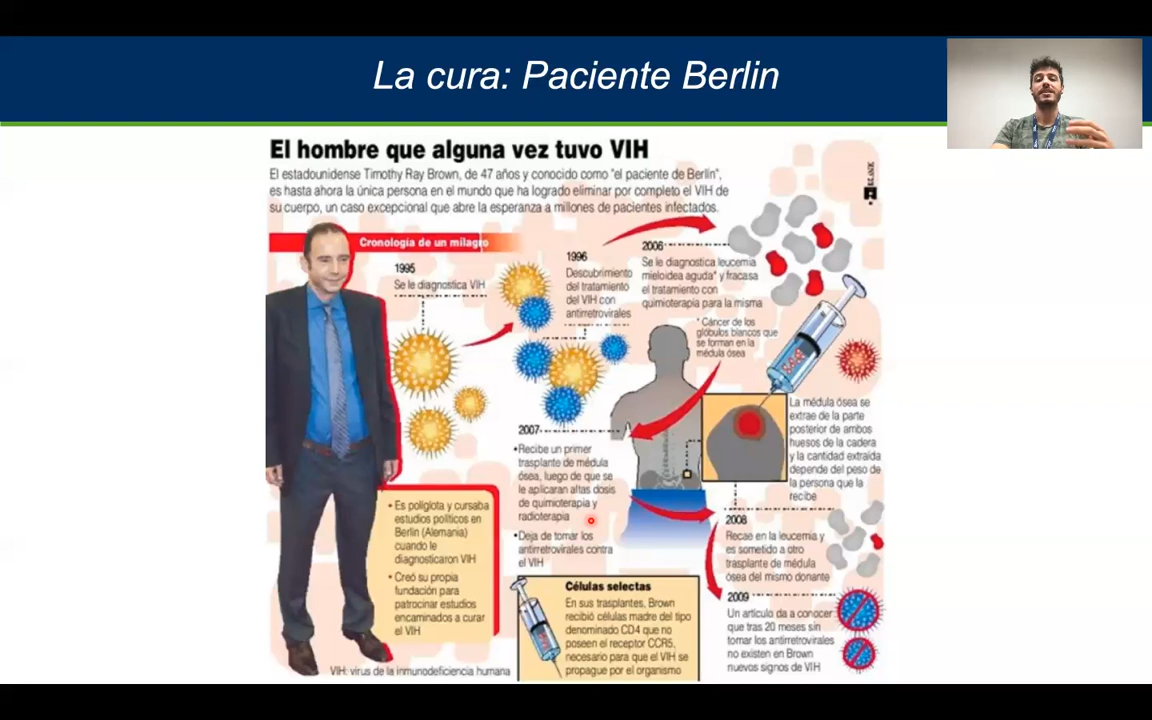 La cura: Paciente Berlin
El hombre que alguna vez tuvo VIH
El estadounidense Timothy Ray Brown, de 47 años y conocido como "el paciente de Berlín",
es hasta ahora la única persona en el mundo que ha logrado eliminar por completo el VIH de
su cuerpo, un caso excepcional que abre la esperanza a millones de pacientes infectados.
Cronología de un milagro
1995
Se le diagnostica VIH
1996
Descubrimiento
del tratamiento
del VIH con
antirretrovirales
2006
Se le diagnostica leucemia
mieloidea aguda* y fracasa
el tratamiento con
quimioterapia para la misma
* Cáncer de los
glóbulos blancos que
se forman en la
médula ósea
La médula ósea se
extrae de la parte
posterior de ambos
huesos de la cadera
y la cantidad extraída
depende del peso de
la persona que la
recibe
2007
•Recibe un primer
trasplante de médula
ósea, luego de que se
le aplicaran altas dosis
de quimioterapia y
radioterapia
•Deja de tomar los
antirretrovirales contra
el VIH
2008
Recae en la leucemia y
es sometido a otro
trasplante de médula
ósea del mismo donante
2009
Un artículo da a conocer
que tras 20 meses sin
tomar los antirretrovirales
no existen en Brown
nuevos signos de VIH
• Es políglota y cursaba
estudios políticos en
Berlín (Alemania)
cuando le
diagnosticaron VIH
• Creó su propia
fundación para
patrocinar estudios
encaminados a curar
el VIH
Células selectas
En sus trasplantes, Brown
recibió células madre del tipo
denominado CD4 que no
poseen el receptor CCR5,
necesario para que el VIH se
propague por el organismo
VIH: virus de la inmunodeficiencia humana